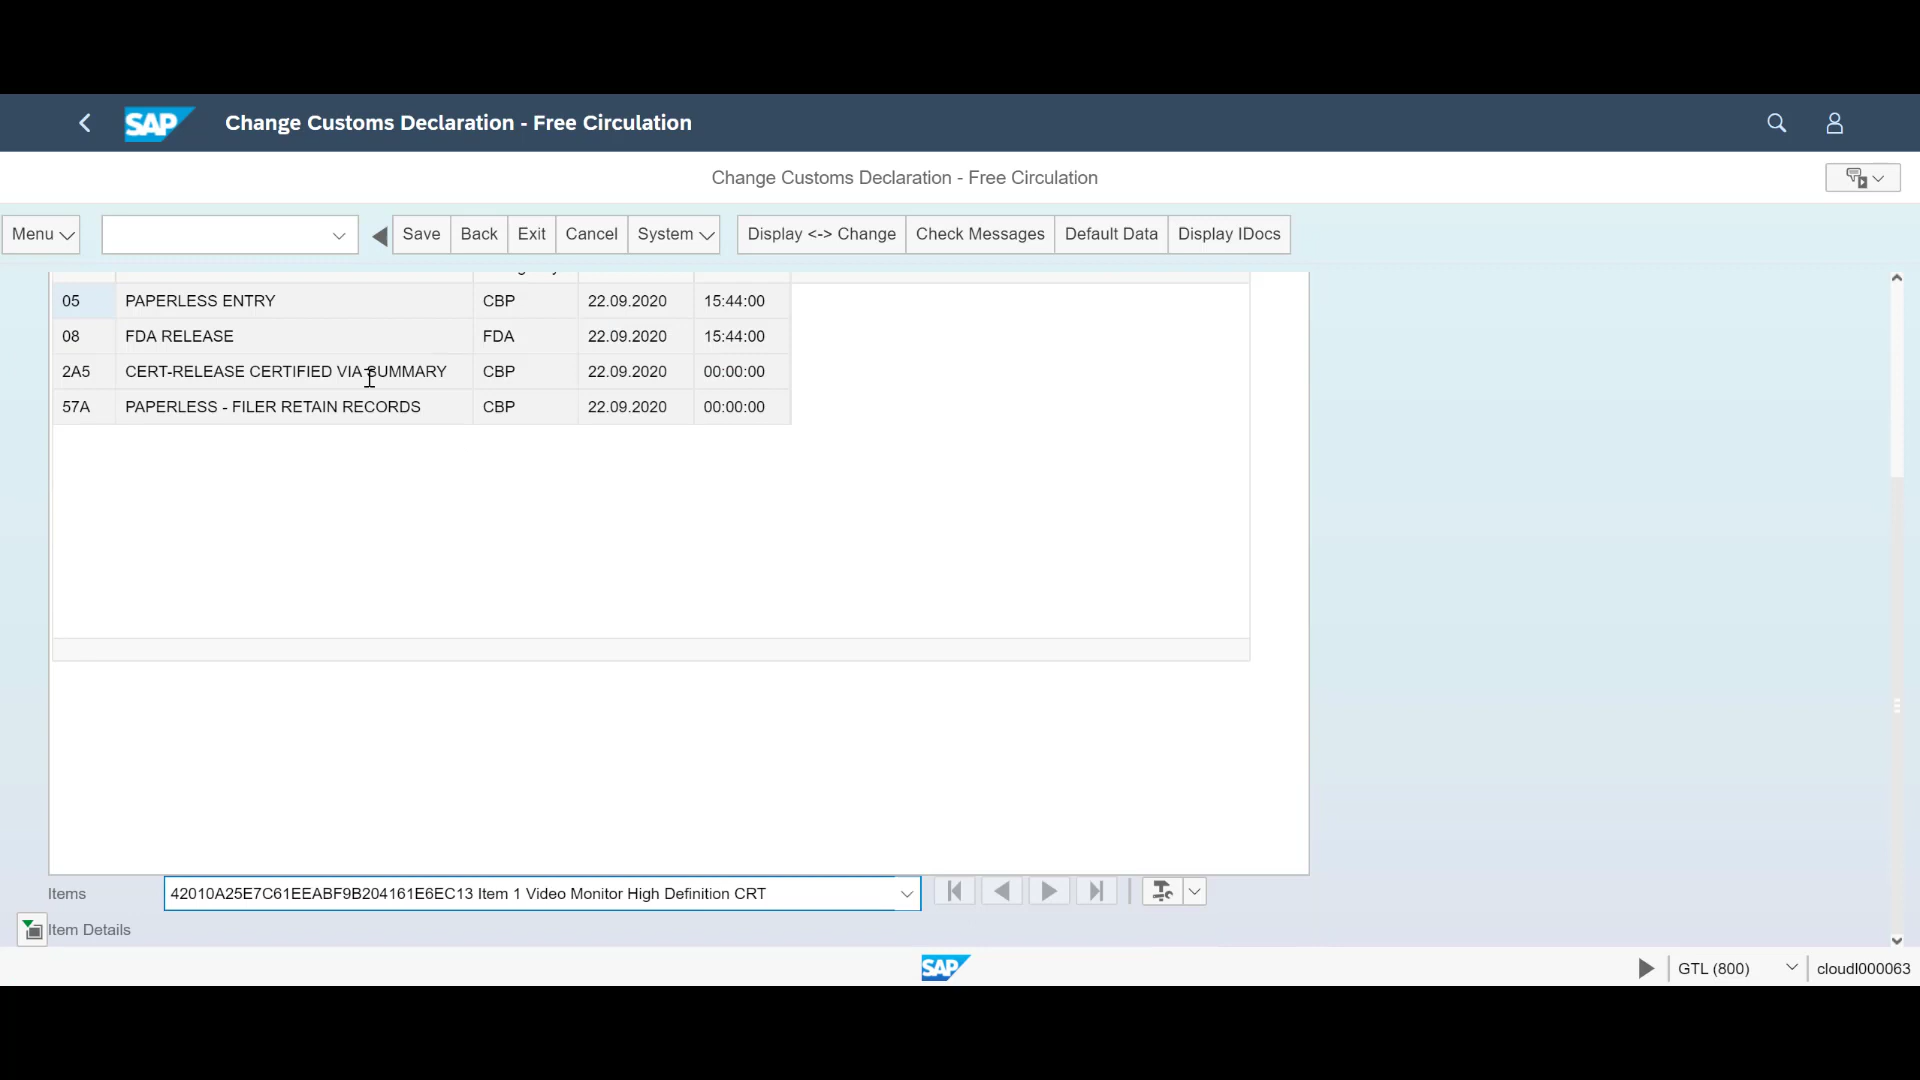 SAP Change Customs Declaration - Free Circulation
Change Customs Declaration - Free Circulation
Menu Save Back Exit Cancel System Display <-> Change Check Messages Default Data Display IDocs
05 PAPERLESS ENTRY CBP 22.09.2020 15:44:00
08 FDA RELEASE FDA 22.09.2020 15:44:00
2A5 CERT-RELEASE CERTIFIED VIA SUMMARY CBP 22.09.2020 00:00:00
57A PAPERLESS - FILER RETAIN RECORDS CBP 22.09.2020 00:00:00
Items 42010A25E7C61EEABF9B204161E6EC13 Item 1 Video Monitor High Definition CRT
Item Details
SAP GTL (800) cloudl000063